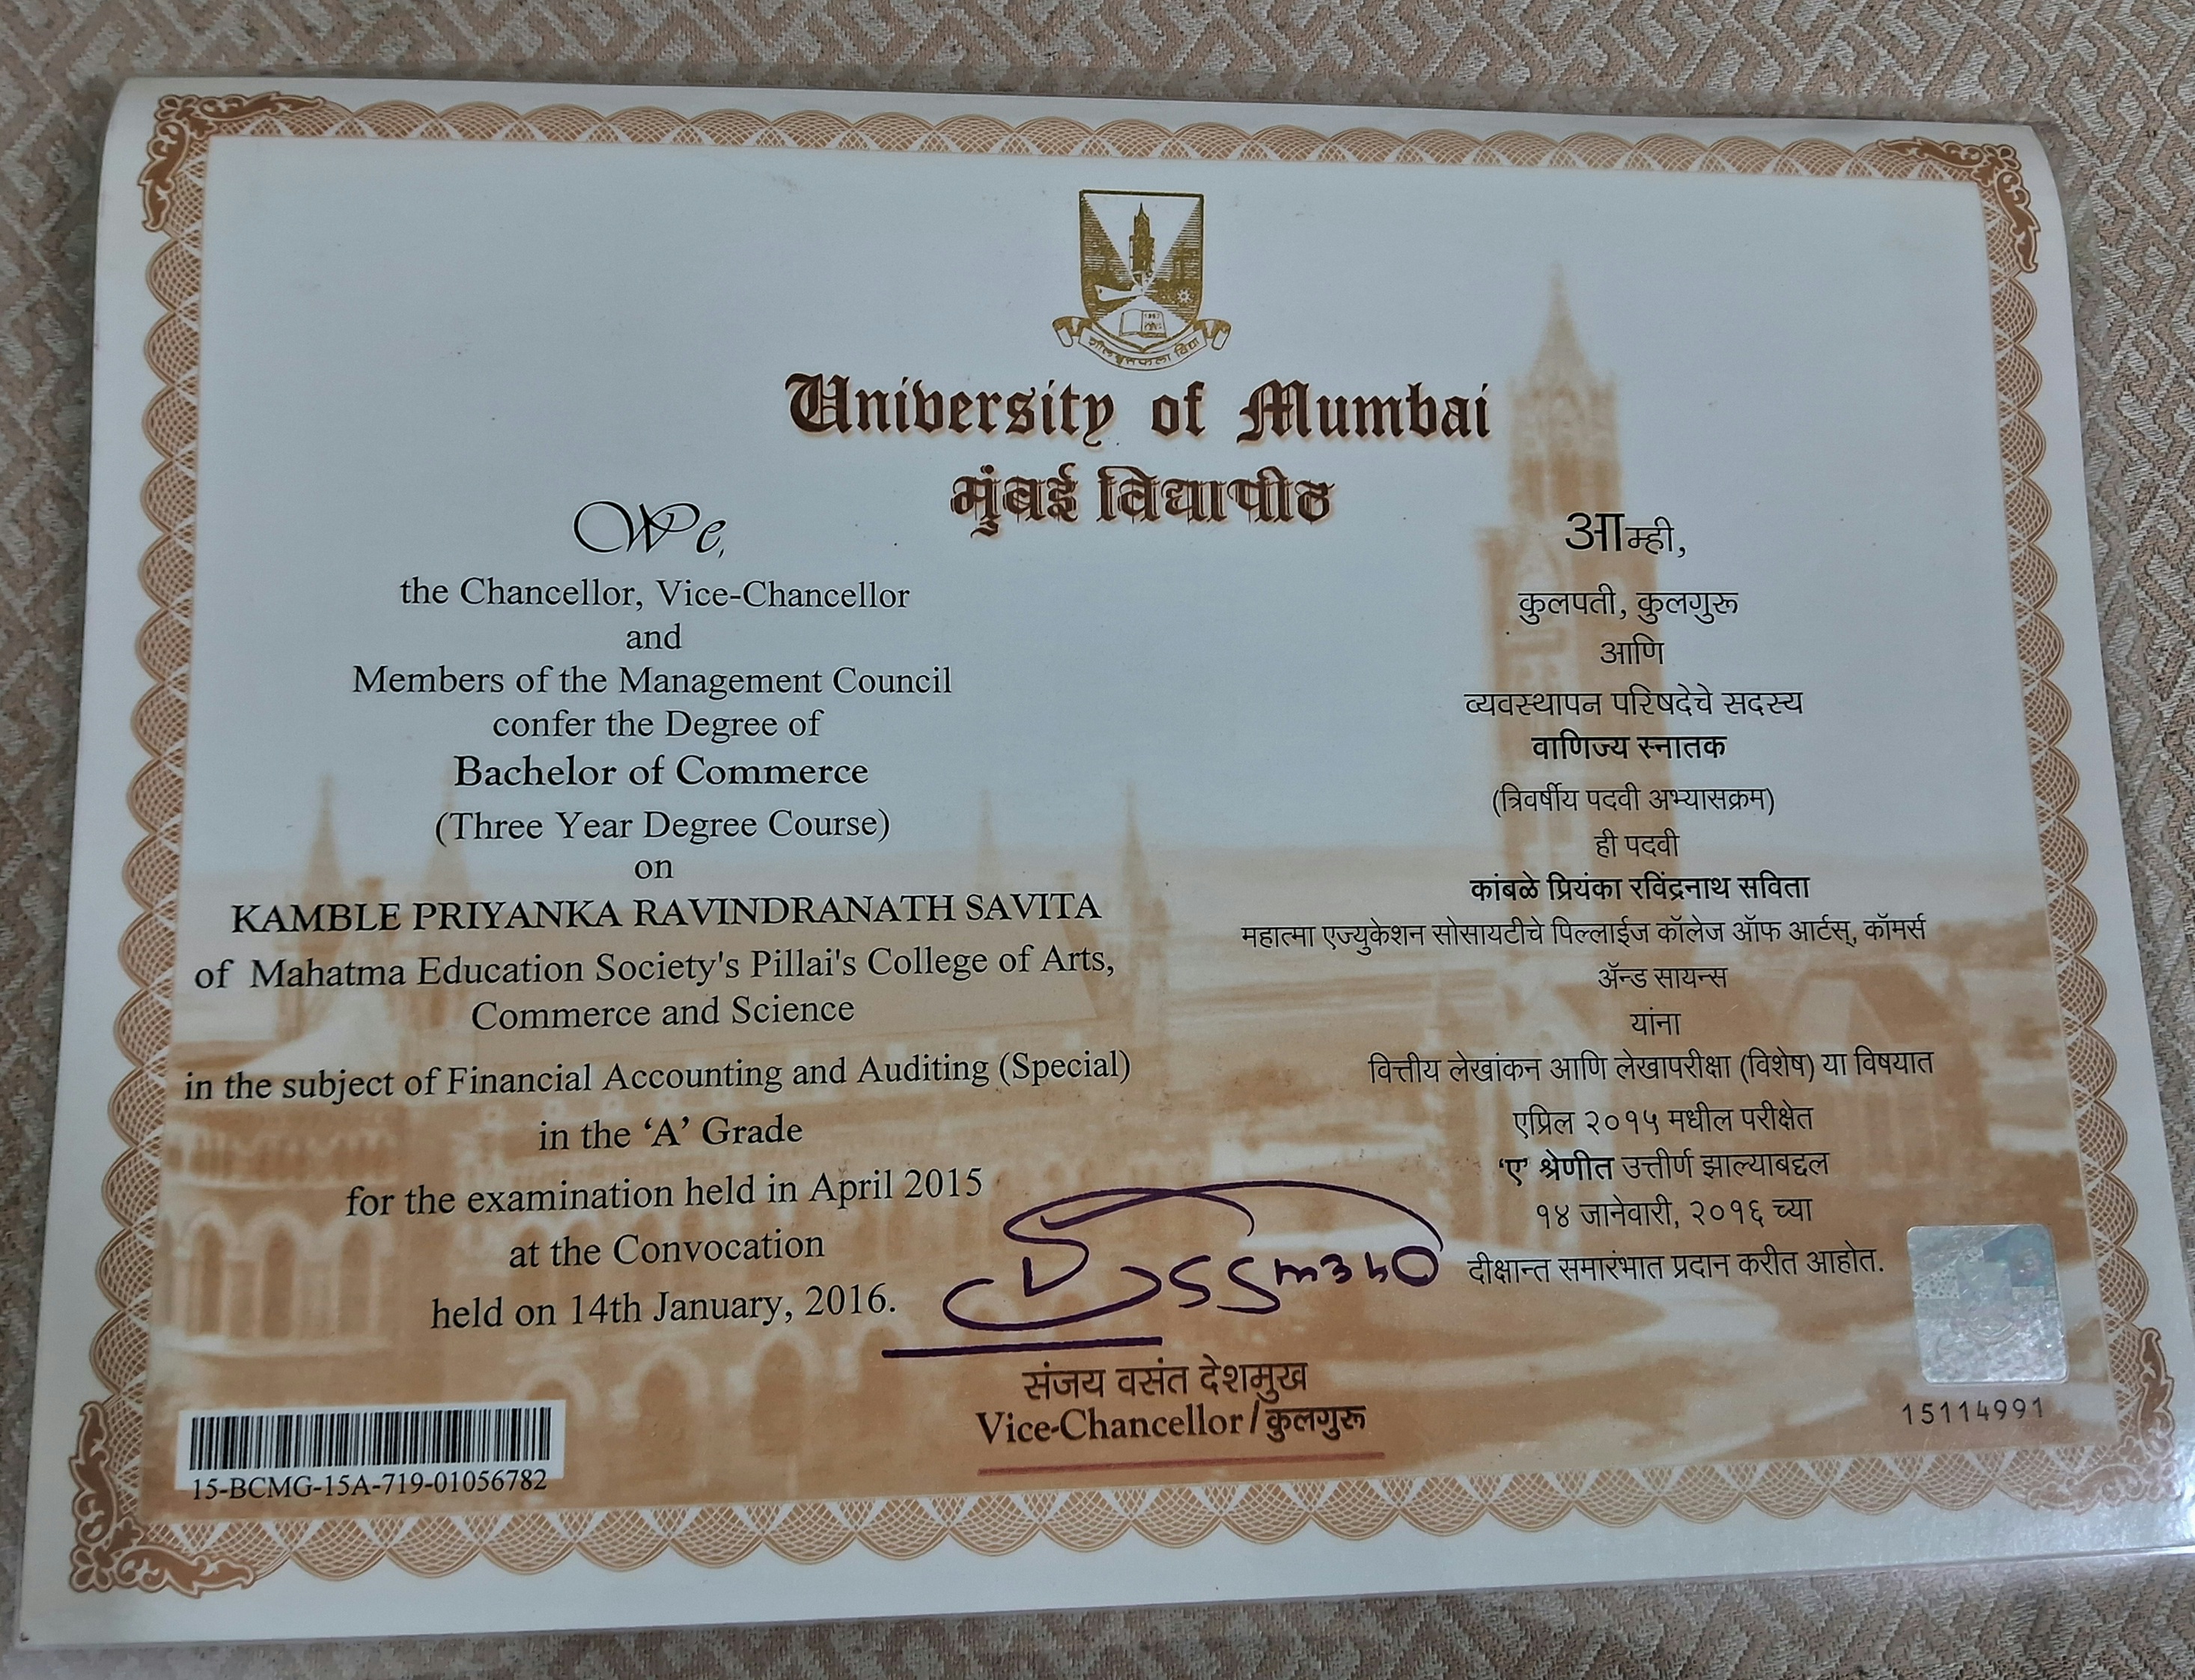 शीलवृत्तफला विद्या
University of Mumbai
मुंबई विद्यापीठ
We,
the Chancellor, Vice-Chancellor
and
Members of the Management Council
confer the Degree of
Bachelor of Commerce
(Three Year Degree Course)
on
KAMBLE PRIYANKA RAVINDRANATH SAVITA
of Mahatma Education Society's Pillai's College of Arts,
Commerce and Science
in the subject of Financial Accounting and Auditing (Special)
in the ‘A’ Grade
for the examination held in April 2015
at the Convocation
held on 14th January, 2016.
आम्ही,
कुलपती, कुलगुरू
आणि
व्यवस्थापन परिषदेचे सदस्य
वाणिज्य स्नातक
(त्रिवर्षीय पदवी अभ्यासक्रम)
ही पदवी
कांबळे प्रियंका रविंद्रनाथ सविता
महात्मा एज्युकेशन सोसायटीचे पिल्लाईज कॉलेज ऑफ आर्टस्, कॉमर्स
ॲन्ड सायन्स
यांना
वित्तीय लेखांकन आणि लेखापरीक्षा (विशेष) या विषयात
एप्रिल २०१५ मधील परीक्षेत
‘ए’ श्रेणीत उत्तीर्ण झाल्याबद्दल
१४ जानेवारी, २०१६ च्या
दीक्षान्त समारंभात प्रदान करीत आहोत.
संजय वसंत देशमुख
Vice-Chancellor/कुलगुरू
15-BCMG-15A-719-01056782
15114991